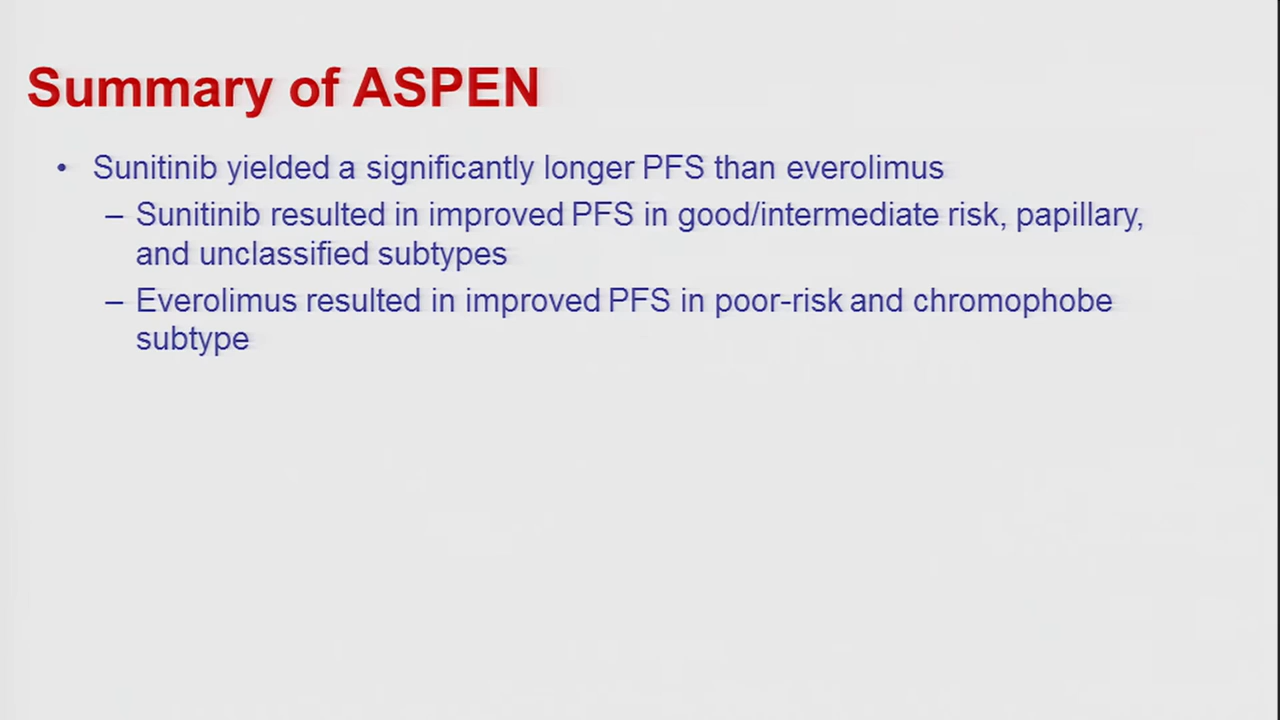 Summary of ASPEN
• Sunitinib yielded a significantly longer PFS than everolimus
– Sunitinib resulted in improved PFS in good/intermediate risk, papillary,
and unclassified subtypes
– Everolimus resulted in improved PFS in poor-risk and chromophobe
subtype